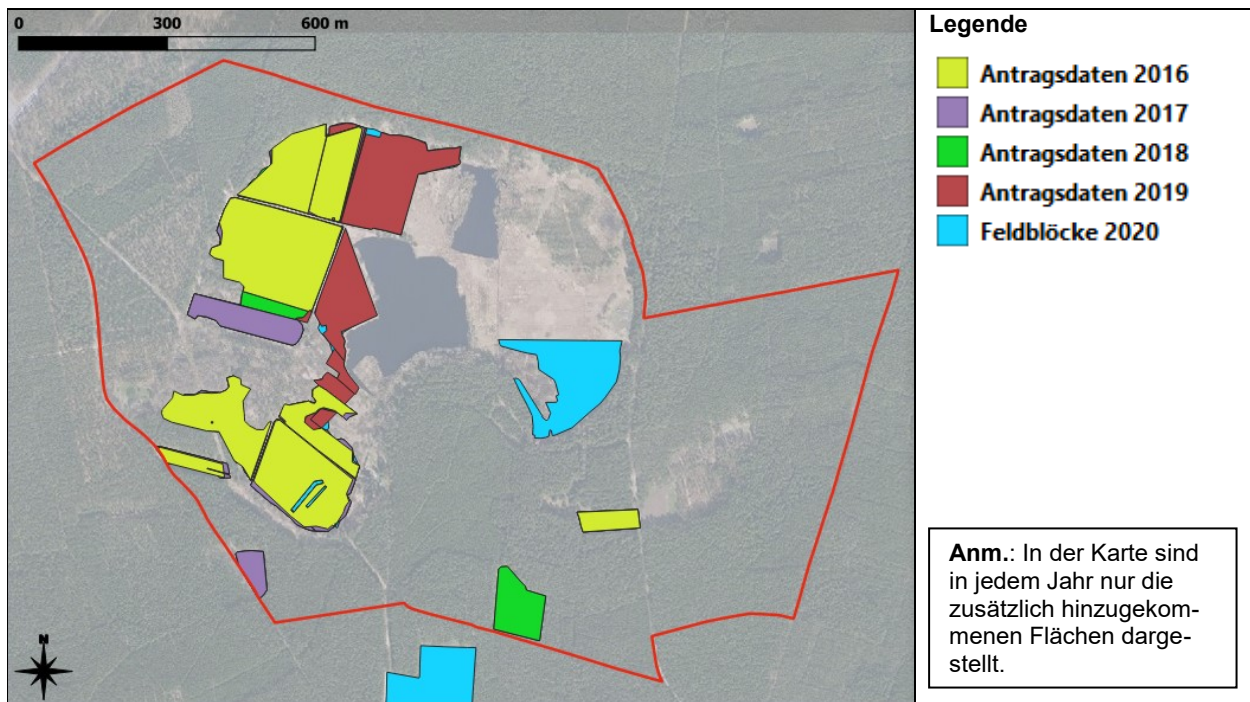 0 300 600 m
N
Legende
Antragsdaten 2016
Antragsdaten 2017
Antragsdaten 2018
Antragsdaten 2019
Feldblöcke 2020
Anm.: In der Karte sind
in jedem Jahr nur die
zusätzlich hinzugekom-
menen Flächen darge-
stellt.